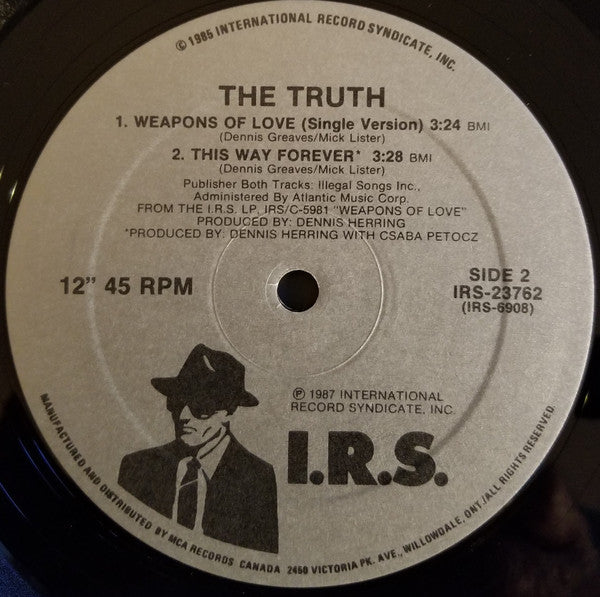 © 1985 INTERNATIONAL RECORD SYNDICATE, INC.
THE TRUTH
1. WEAPONS OF LOVE (Single Version) 3:24 BMI
(Dennis Greaves/Mick Lister)
2. THIS WAY FOREVER* 3:28 BMI
(Dennis Greaves/Mick Lister)
Publisher Both Tracks: Illegal Songs Inc.,
Administered By Atlantic Music Corp.
FROM THE I.R.S. LP, IRS/C-5981 "WEAPONS OF LOVE"
PRODUCED BY: DENNIS HERRING
*PRODUCED BY: DENNIS HERRING WITH CSABA PETOCZ
12" 45 RPM
SIDE 2
IRS-23762
(IRS-6908)
℗ 1987 INTERNATIONAL
RECORD SYNDICATE, INC.
I.R.S.
MANUFACTURED AND DISTRIBUTED BY MCA RECORDS CANADA 2450 VICTORIA PK. AVE., WILLOWDALE, ONT./ALL RIGHTS RESERVED.